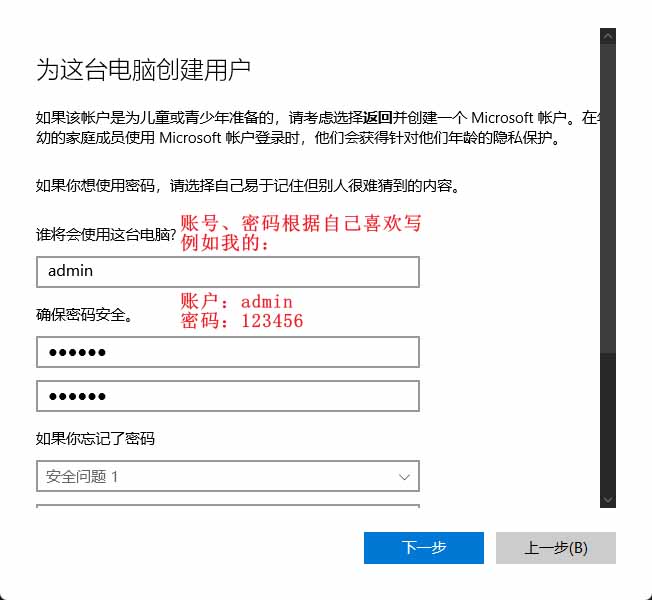 为这台电脑创建用户
如果该帐户是为儿童或青少年准备的，请考虑选择返回并创建一个 Microsoft 帐户。在
幼的家庭成员使用 Microsoft 帐户登录时，他们会获得针对他们年龄的隐私保护。
如果你想使用密码，请选择自己易于记住但别人很难猜到的内容。
账号、密码根据自己喜欢写
谁将会使用这台电脑?
例如我的：
admin
账户：admin
确保密码安全。
密码：123456
●●●●●●
●●●●●●
如果你忘记了密码
安全问题 1
下一步
上一步(B)